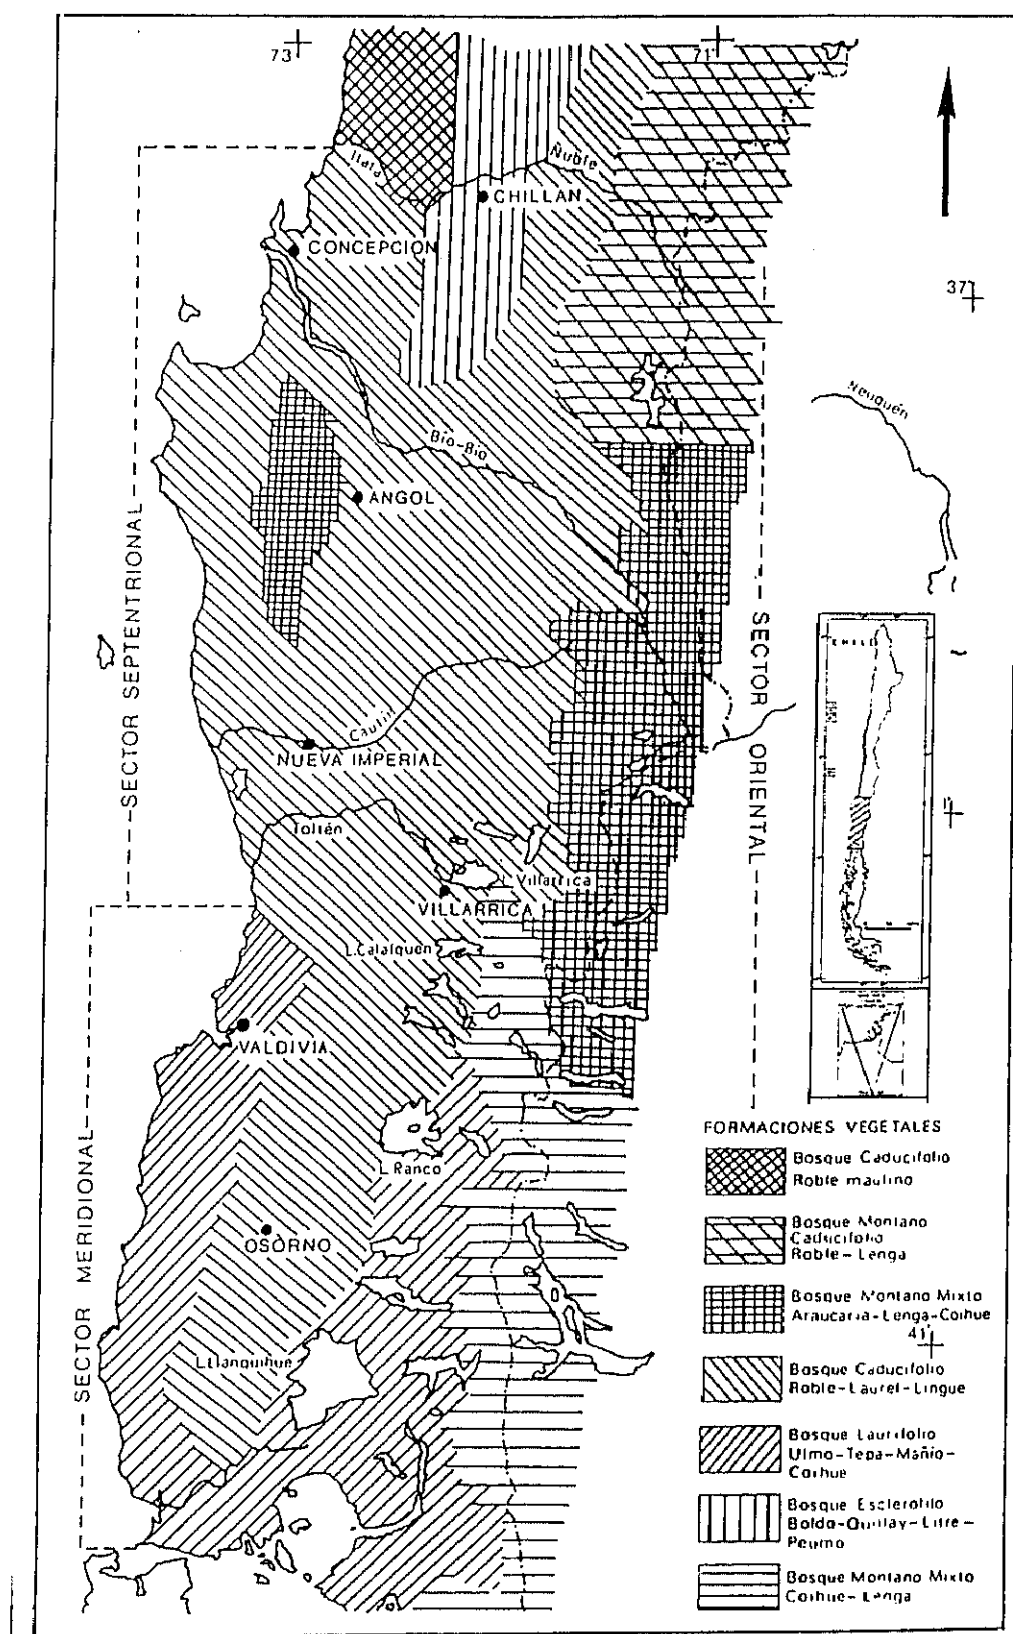 73
71
Itata
Ñuble
CHILLAN
CONCEPCION
37
Neuquén
Bío-Bío
ANGOL
SECTOR SEPTENTRIONAL
SECTOR ORIENTAL
CHILE
Cautín
NUEVA IMPERIAL
Toltén
L. Villarrica
VILLARRICA
L. Calafquén
VALDIVIA
L. Ranco
OSORNO
SECTOR MERIDIONAL
L. Llanquihue
FORMACIONES VEGETALES
Bosque Caducifolio
Roble maulino
Bosque Montano
Caducifolio
Roble-Lenga
Bosque Montano Mixto
Araucaria-Lenga-Coihue
41
Bosque Caducifolio
Roble-Laurel-Lingue
Bosque Laurifolio
Ulmo-Tepa-Mañio-
Coihue
Bosque Esclerofilo
Boldo-Quillay-Litre-
Peumo
Bosque Montano Mixto
Coihue-Lenga